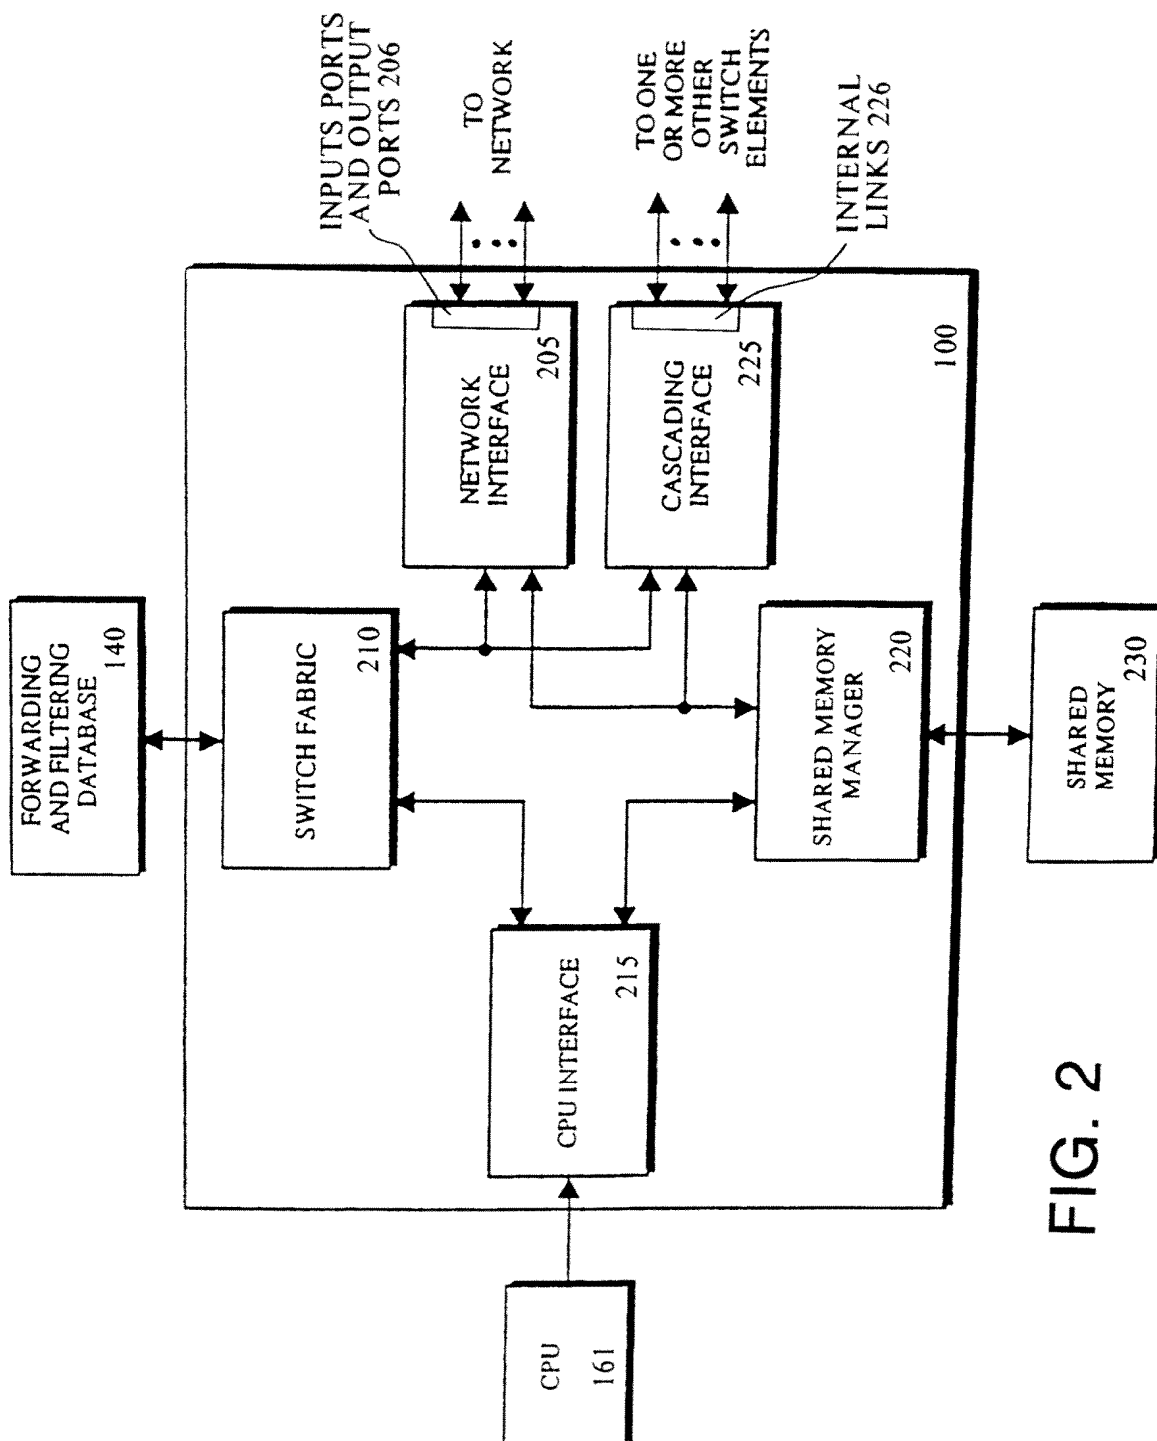 INPUTS PORTS
AND OUTPUT
PORTS 206
TO
NETWORK
TO ONE
OR MORE
OTHER
SWITCH
ELEMENTS
INTERNAL
LINKS 226
NETWORK
INTERFACE
205
CASCADING
INTERFACE
225
100
FORWARDING
AND FILTERING
DATABASE
140
SWITCH FABRIC
210
SHARED MEMORY
MANAGER
220
SHARED
MEMORY
230
CPU INTERFACE
215
CPU
161
FIG. 2